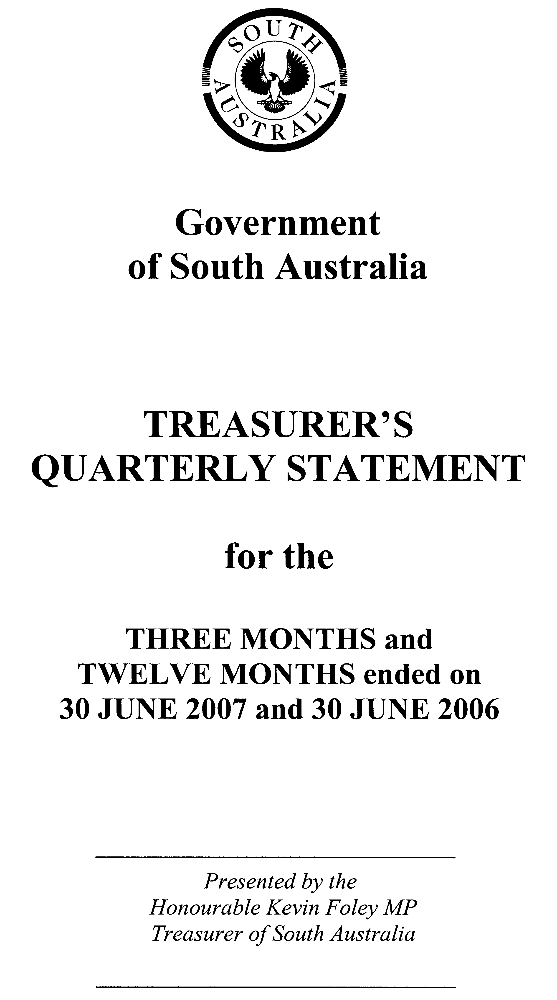 SOUTH
AUSTRALIA
Government
of South Australia
TREASURER’S
QUARTERLY STATEMENT
for the
THREE MONTHS and
TWELVE MONTHS ended on
30 JUNE 2007 and 30 JUNE 2006
Presented by the
Honourable Kevin Foley MP
Treasurer of South Australia